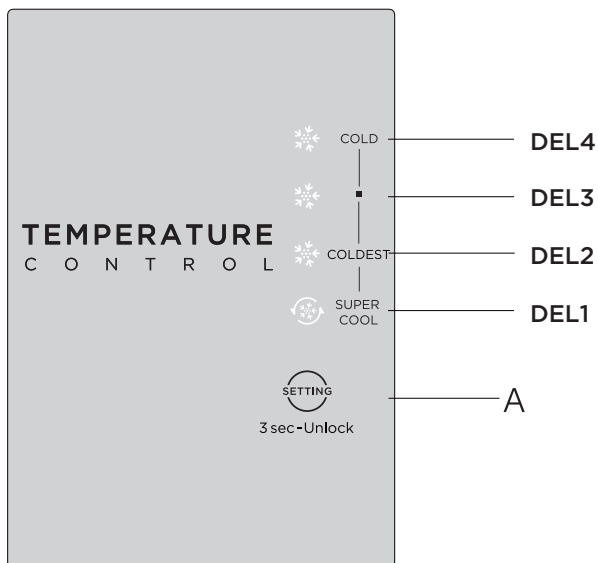 COLD
DEL4
DEL3
TEMPERATURE
CONTROL
COLDEST
DEL2
SUPER
COOL
DEL1
SETTING
A
3 sec-Unlock